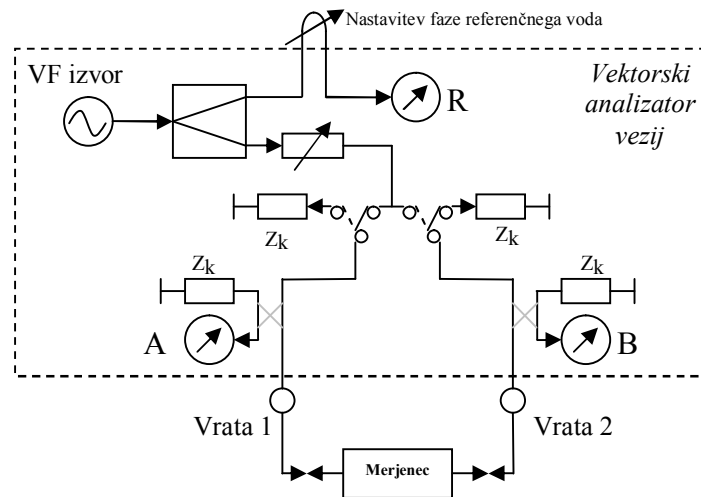 Nastavitev faze referenčnega voda
VF izvor
R
Vektorski
analizator
vezij
Zk
Zk
Zk
Zk
A
B
Vrata 1
Vrata 2
Merjenec